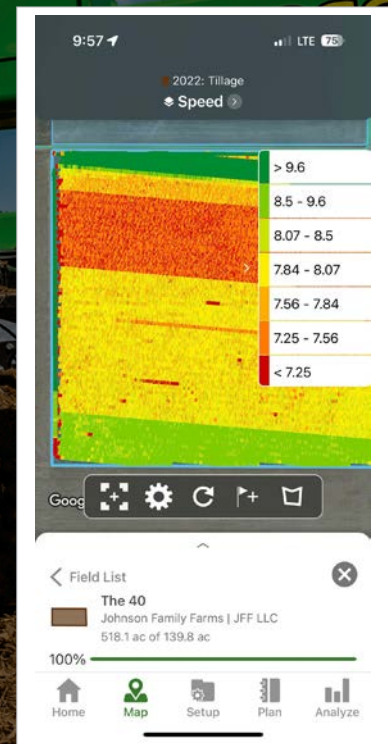 9:57
LTE 75
2022: Tillage
Speed
> 9.6
8.5 - 9.6
8.07 - 8.5
7.84 - 8.07
7.56 - 7.84
7.25 - 7.56
< 7.25
Goog
Field List
The 40
Johnson Family Farms | JFF LLC
518.1 ac of 139.8 ac
100%
Home Map Setup Plan Analyze